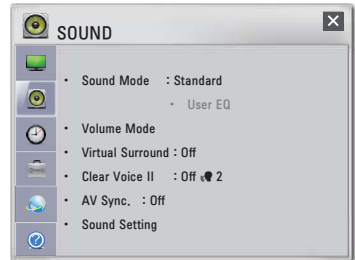 SOUND
• Sound Mode : Standard
• User EQ
• Volume Mode
• Virtual Surround : Off
• Clear Voice II : Off 2
• AV Sync. : Off
• Sound Setting